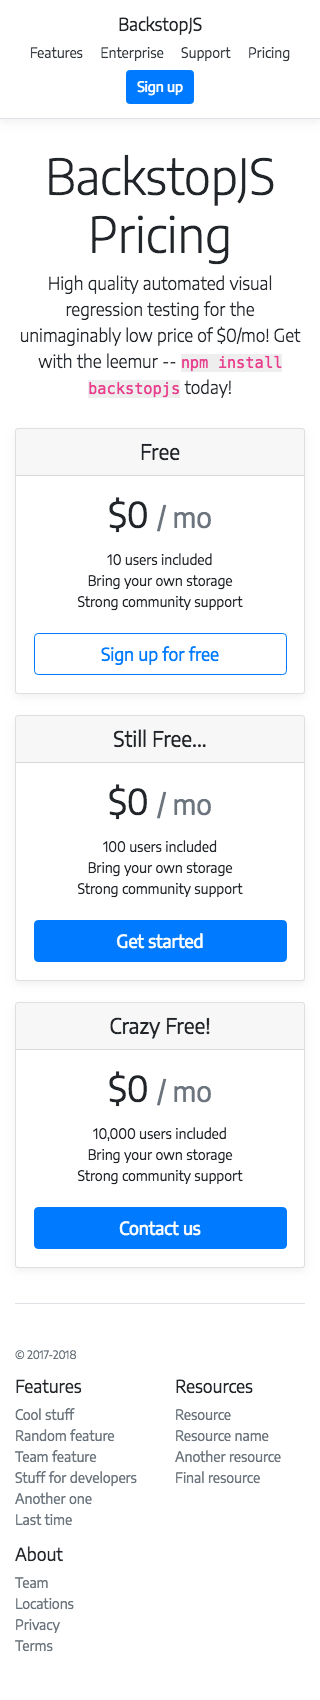 BackstopJS
Features Enterprise Support Pricing
Sign up
BackstopJS
Pricing
High quality automated visual
regression testing for the
unimaginably low price of $0/mo! Get
with the leemur -- npm install
backstopjs today!
Free
$0 / mo
10 users included
Bring your own storage
Strong community support
Sign up for free
Still Free...
$0 / mo
100 users included
Bring your own storage
Strong community support
Get started
Crazy Free!
$0 / mo
10,000 users included
Bring your own storage
Strong community support
Contact us
© 2017-2018
Features
Cool stuff
Random feature
Team feature
Stuff for developers
Another one
Last time
Resources
Resource
Resource name
Another resource
Final resource
About
Team
Locations
Privacy
Terms